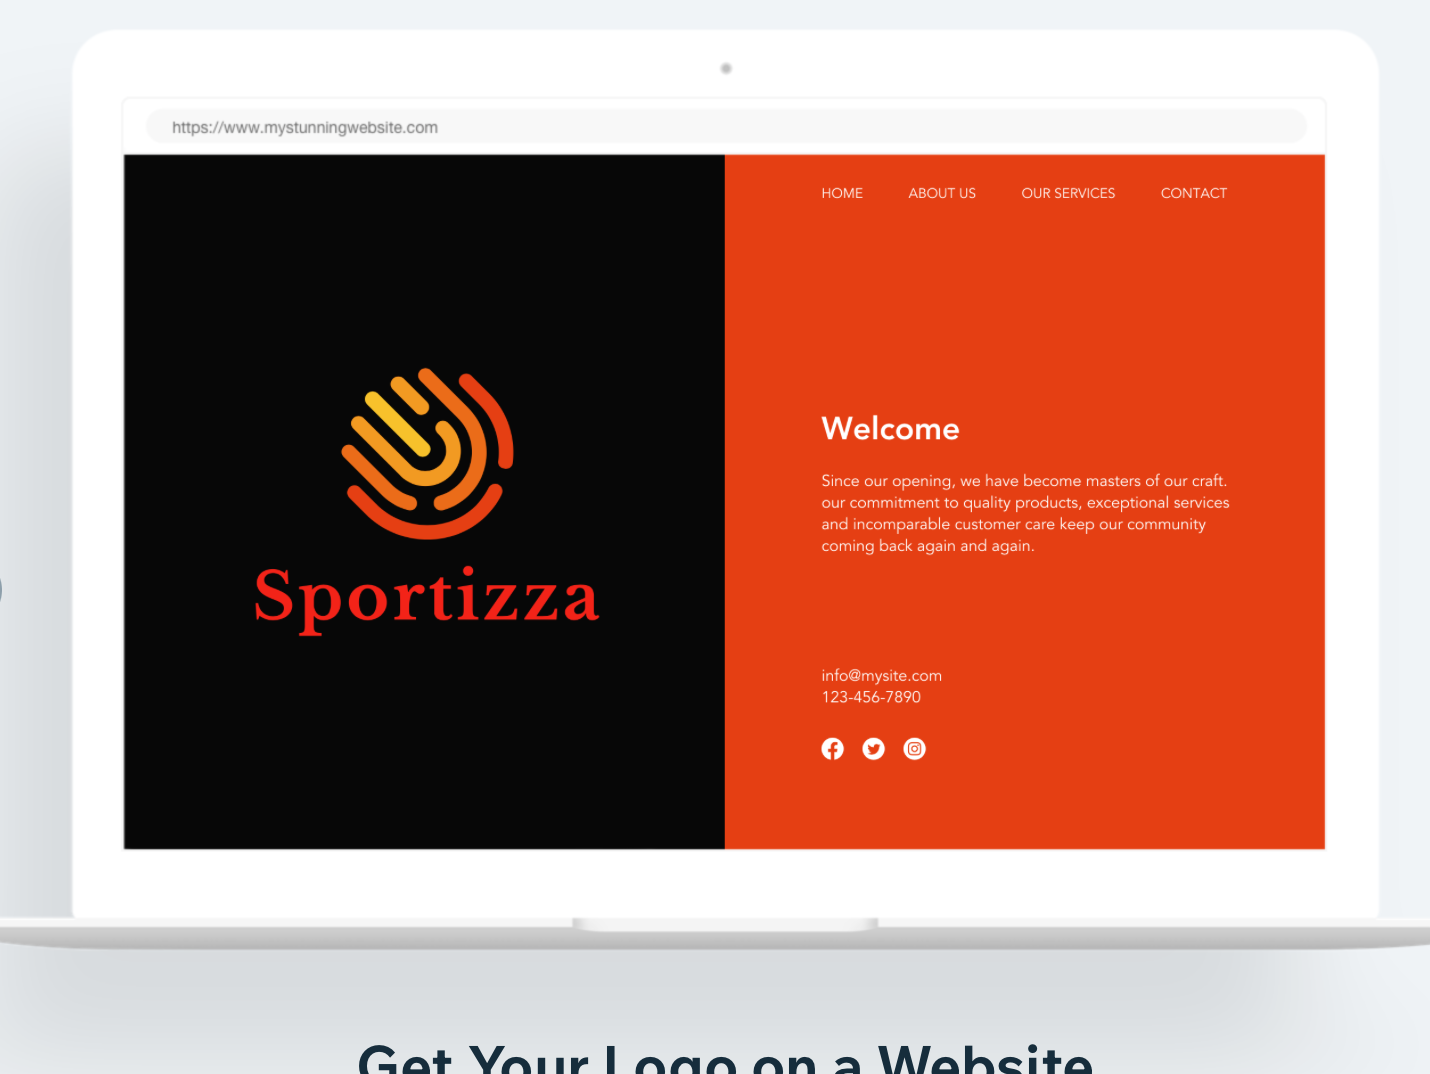 https://www.mystunningwebsite.com
HOME ABOUT US OUR SERVICES CONTACT
Sportizza
Welcome
Since our opening, we have become masters of our craft.
our commitment to quality products, exceptional services
and incomparable customer care keep our community
coming back again and again.
info@mysite.com
123-456-7890
Get Your Logo on a Website